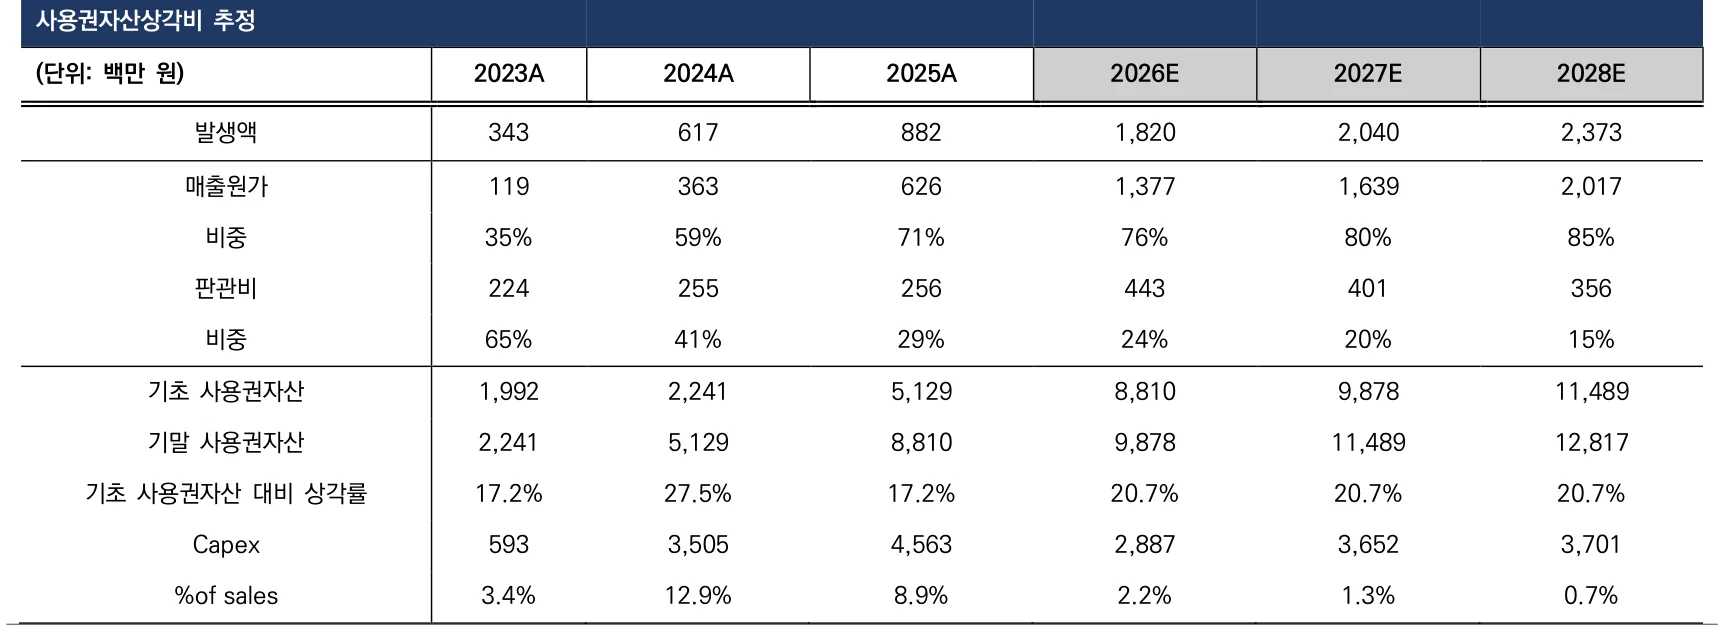 사용권자산상각비 추정
(단위: 백만 원) 2023A 2024A 2025A 2026E 2027E 2028E
발생액 343 617 882 1,820 2,040 2,373
매출원가 119 363 626 1,377 1,639 2,017
비중 35% 59% 71% 76% 80% 85%
판관비 224 255 256 443 401 356
비중 65% 41% 29% 24% 20% 15%
기초 사용권자산 1,992 2,241 5,129 8,810 9,878 11,489
기말 사용권자산 2,241 5,129 8,810 9,878 11,489 12,817
기초 사용권자산 대비 상각률 17.2% 27.5% 17.2% 20.7% 20.7% 20.7%
Capex 593 3,505 4,563 2,887 3,652 3,701
%of sales 3.4% 12.9% 8.9% 2.2% 1.3% 0.7%